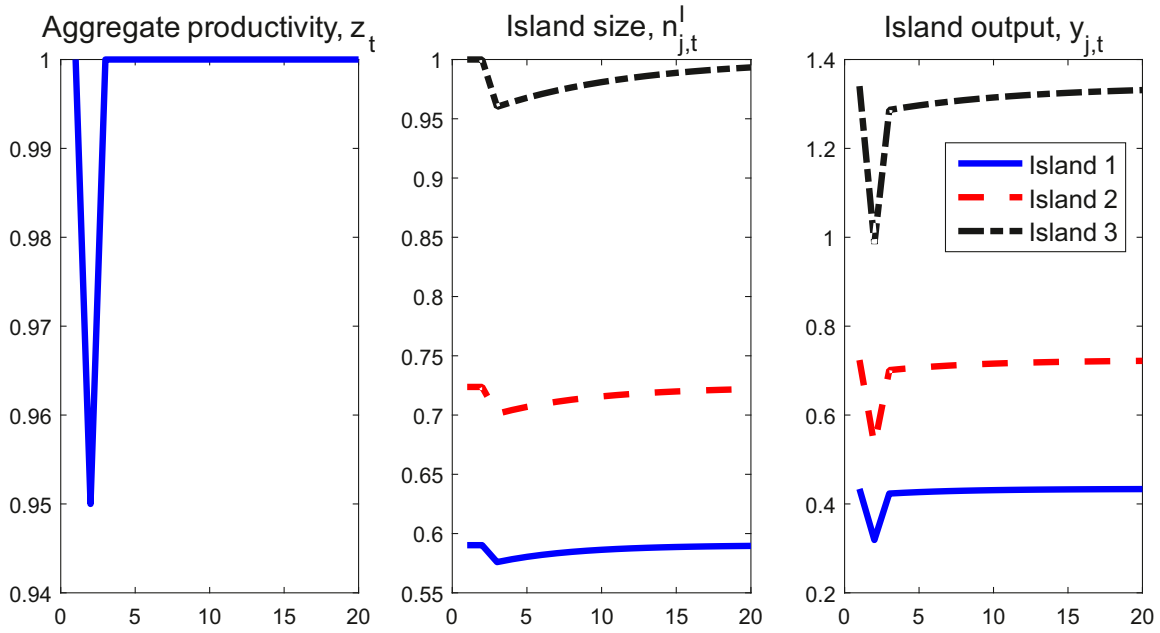 Aggregate productivity, z_t
1
0.99
0.98
0.97
0.96
0.95
0.94
0 5 10 15 20
Island size, n^I_{j,t}
1
0.95
0.9
0.85
0.8
0.75
0.7
0.65
0.6
0.55
0 5 10 15 20
Island output, y_{j,t}
1.4
1.2
1
0.8
0.6
0.4
0.2
0 5 10 15 20
Island 1
Island 2
Island 3